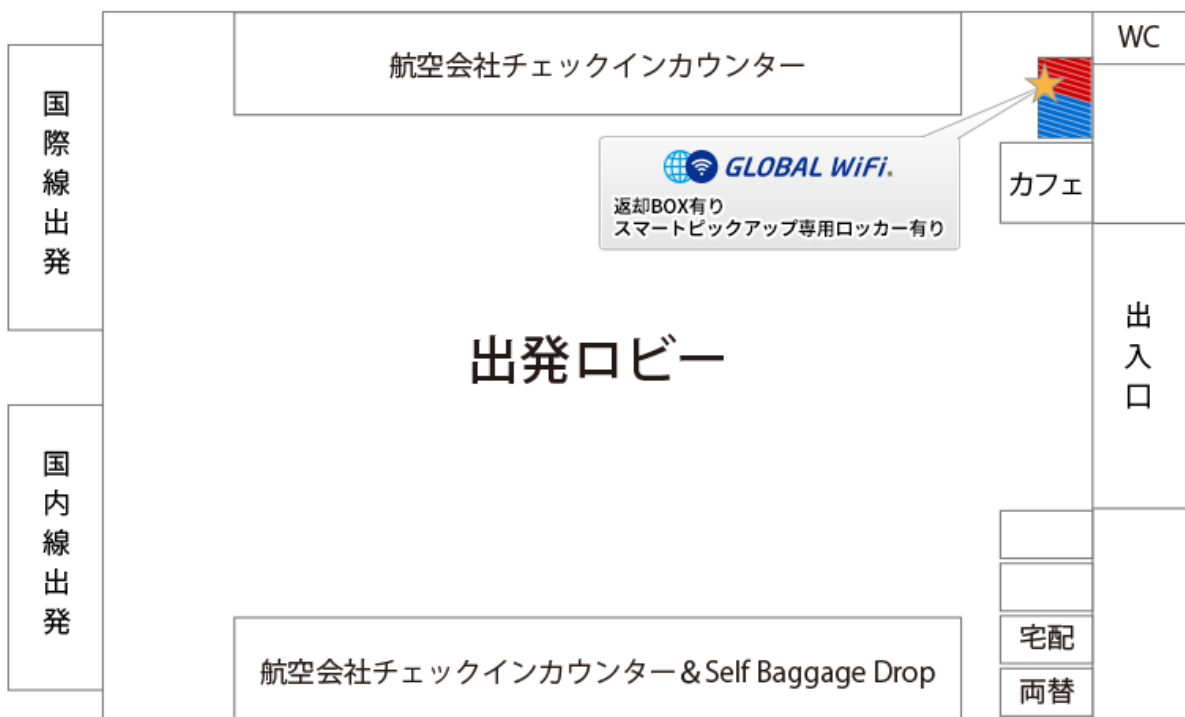 航空会社チェックインカウンター
WC
国際線出発
GLOBAL WiFi.
返却BOX有り
スマートピックアップ専用ロッカー有り
カフェ
出発ロビー
出入口
国内線出発
航空会社チェックインカウンター&Self Baggage Drop
宅配
両替